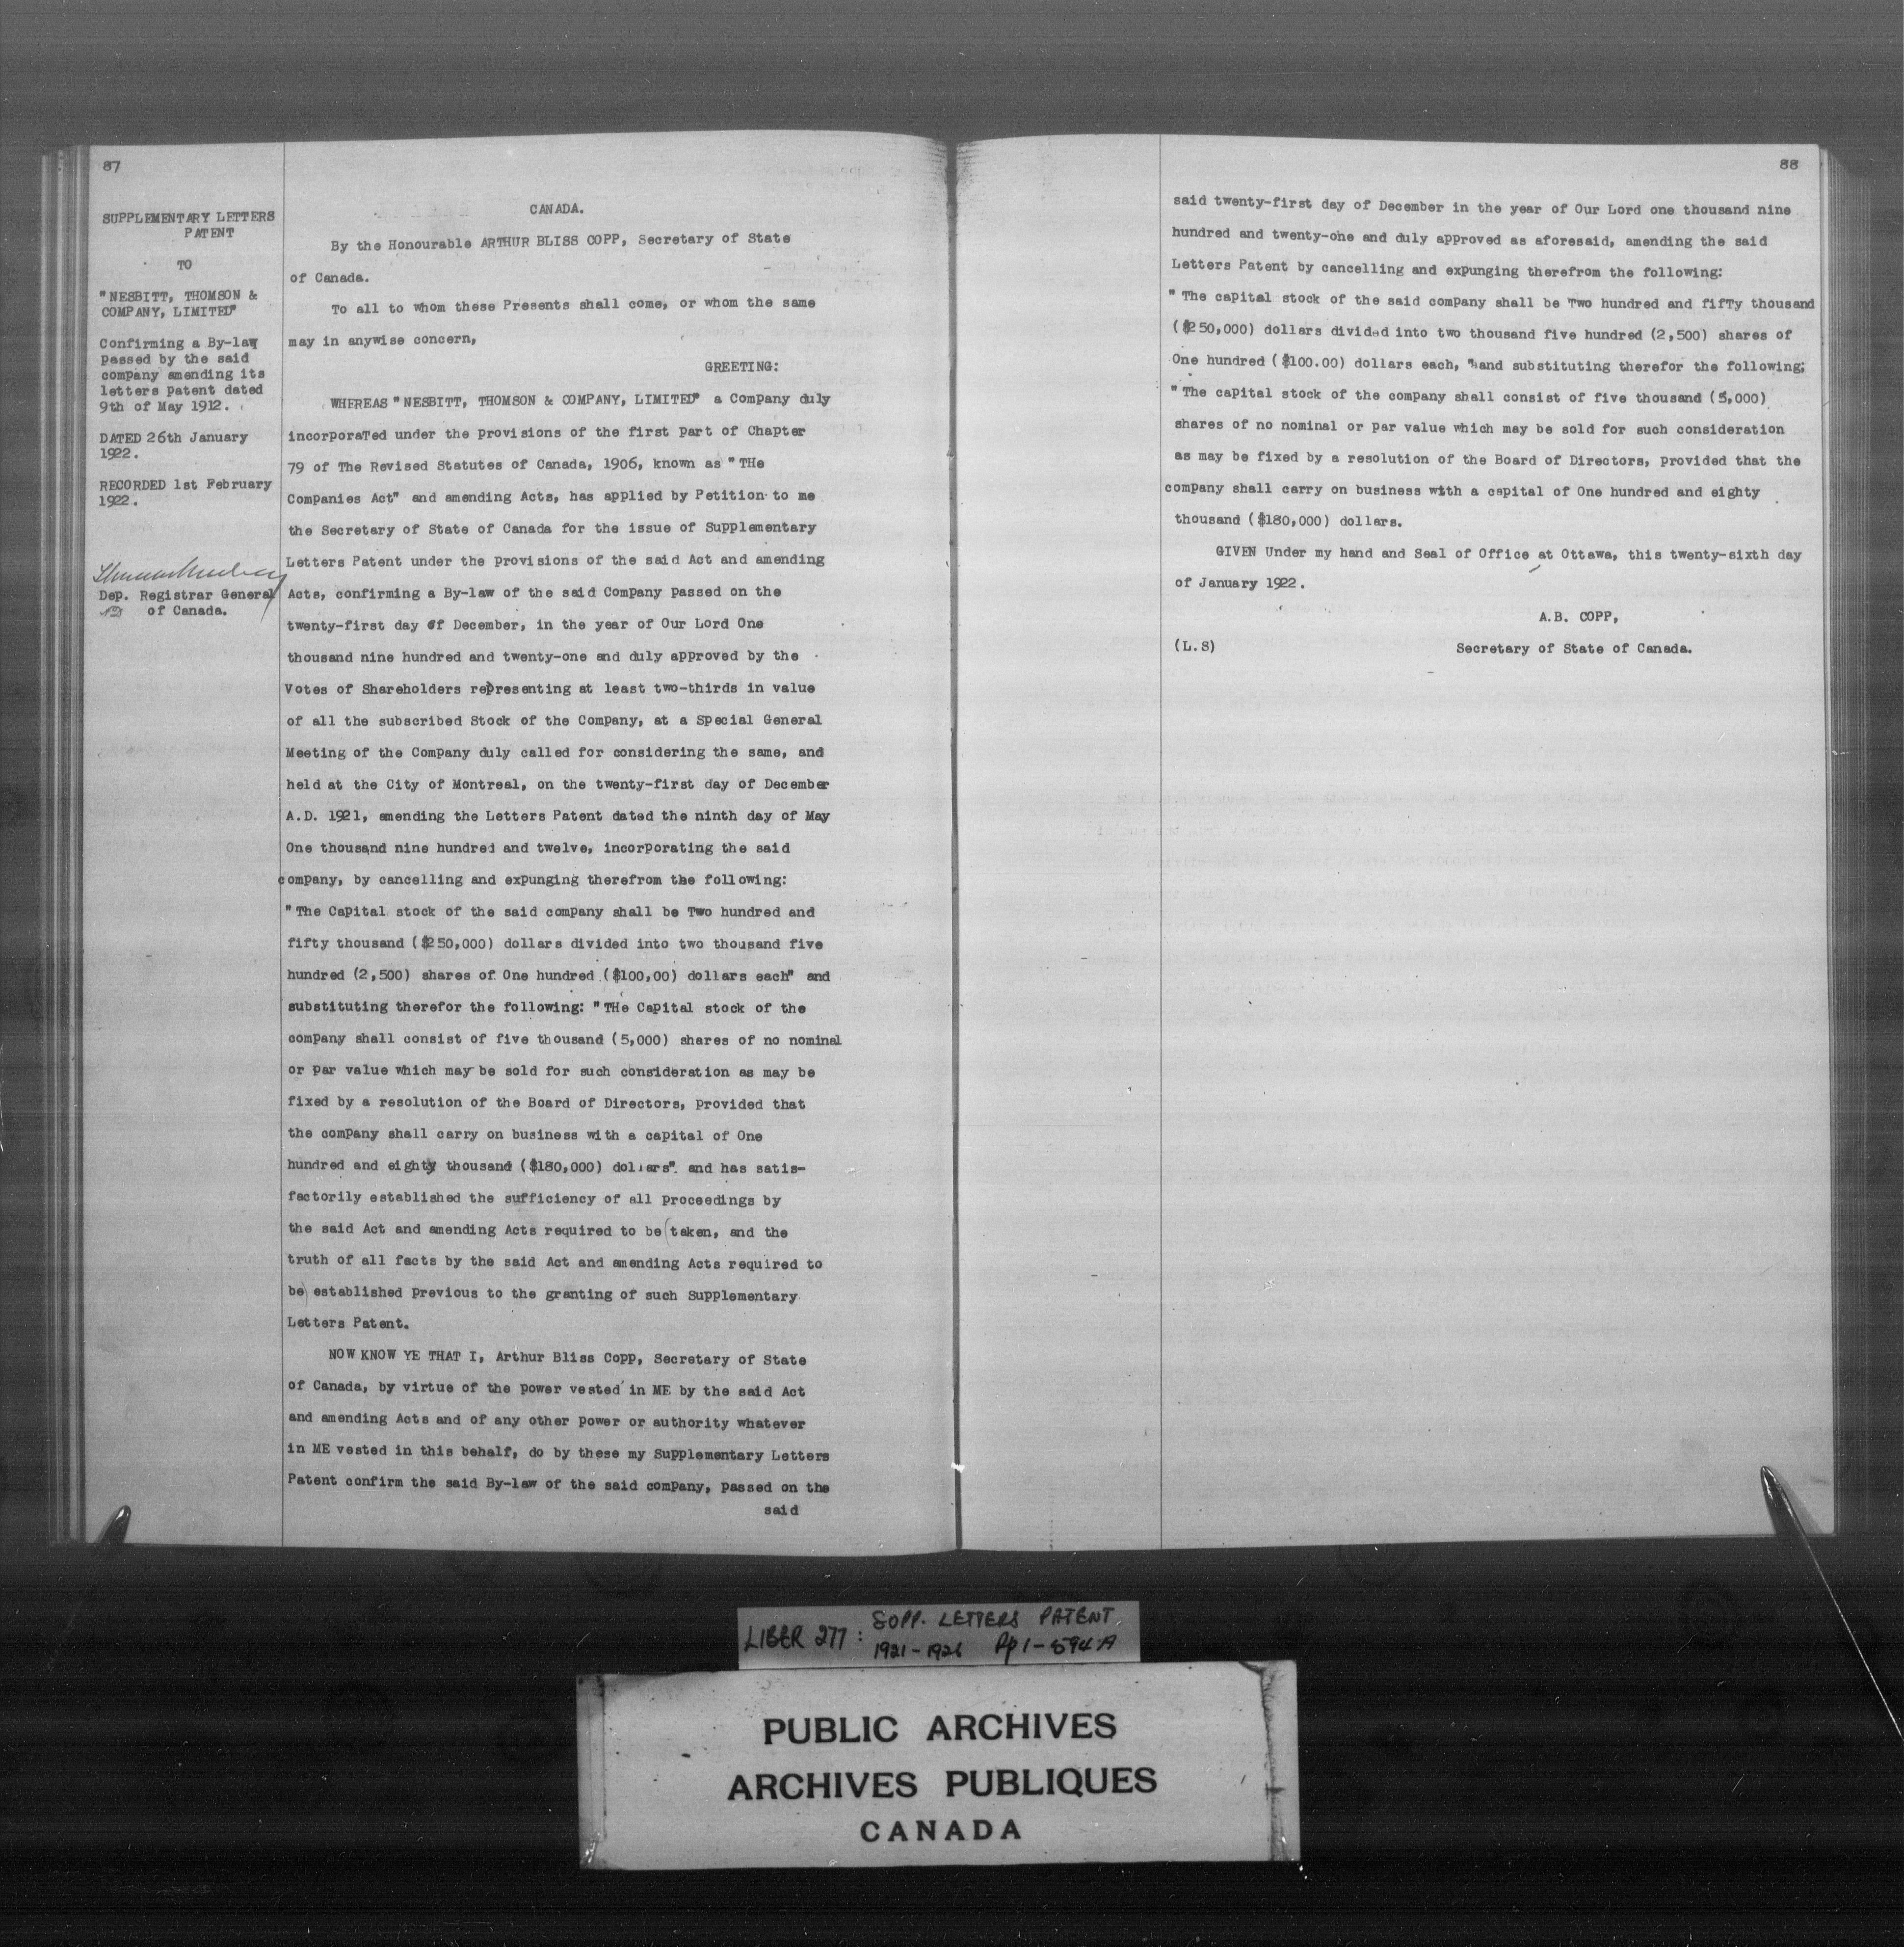 87
SUPPLEMENTARY LETTERS
PATENT
TO
"NESBITT, THOMSON &
COMPANY, LIMITED"
Confirming a By-law
passed by the said
company amending its
letters patent dated
9th of May 1912.
DATED 26th January
1922.
RECORDED 1st February
1922.
Dep. Registrar General
of Canada.
CANADA.
By the Honourable ARTHUR BLISS COPP, Secretary of State
of Canada.
To all to whom these Presents shall come, or whom the same
may in anywise concern,
GREETING:
WHEREAS "NESBITT, THOMSON & COMPANY, LIMITED" a Company duly
incorporaTed under the provisions of the first part of Chapter
79 of The Revised Statutes of Canada, 1906, known as "THe
Companies Act" and amending Acts, has applied by Petition to me
the Secretary of State of Canada for the issue of Supplementary
Letters Patent under the provisions of the said Act and amending
Acts, confirming a By-law of the said Company passed on the
twenty-first day of December, in the year of Our Lord One
thousand nine hundred and twenty-one and duly approved by the
Votes of Shareholders representing at least two-thirds in value
of all the subscribed Stock of the Company, at a Special General
Meeting of the Company duly called for considering the same, and
held at the City of Montreal, on the twenty-first day of December
A.D. 1921, amending the Letters Patent dated the ninth day of May
One thousand nine hundred and twelve, incorporating the said
company, by cancelling and expunging therefrom the following:
"The Capital stock of the said company shall be Two hundred and
fifty thousand ($250,000) dollars divided into two thousand five
hundred (2,500) shares of One hundred ($100,00) dollars each" and
substituting therefor the following: "THe Capital stock of the
company shall consist of five thousand (5,000) shares of no nominal
or par value which may be sold for such consideration as may be
fixed by a resolution of the Board of Directors, provided that
the company shall carry on business with a capital of One
hundred and eighty thousand ($180,000) dollars". and has satis-
factorily established the sufficiency of all proceedings by
the said Act and amending Acts required to be (taken, and the
truth of all facts by the said Act and amending Acts required to
be) established previous to the granting of such Supplementary
Letters Patent.
NOW KNOW YE THAT I, Arthur Bliss Copp, Secretary of State
of Canada, by virtue of the power vested in ME by the said Act
and amending Acts and of any other power or authority whatever
in ME vested in this behalf, do by these my Supplementary Letters
Patent confirm the said By-law of the said company, passed on the
said
88
said twenty-first day of December in the year of Our Lord one thousand nine
hundred and twenty-one and duly approved as aforesaid, amending the said
Letters Patent by cancelling and expunging therefrom the following:
"The capital stock of the said company shall be Two hundred and fifTy thousand
($250,000) dollars divided into two thousand five hundred (2,500) shares of
One hundred ($100.00) dollars each, "and substituting therefor the following:
"The capital stock of the company shall consist of five thousand (5,000)
shares of no nominal or par value which may be sold for such consideration
as may be fixed by a resolution of the Board of Directors, provided that the
company shall carry on business with a capital of One hundred and eighty
thousand ($180,000) dollars.
GIVEN Under my hand and Seal of Office at Ottawa, this twenty-sixth day
of January 1922.
A.B. COPP,
(L.S) Secretary of State of Canada.
LIBER 277: SUPP. LETTERS PATENT
1921-1926 Pp 1-594A
PUBLIC ARCHIVES
ARCHIVES PUBLIQUES
CANADA